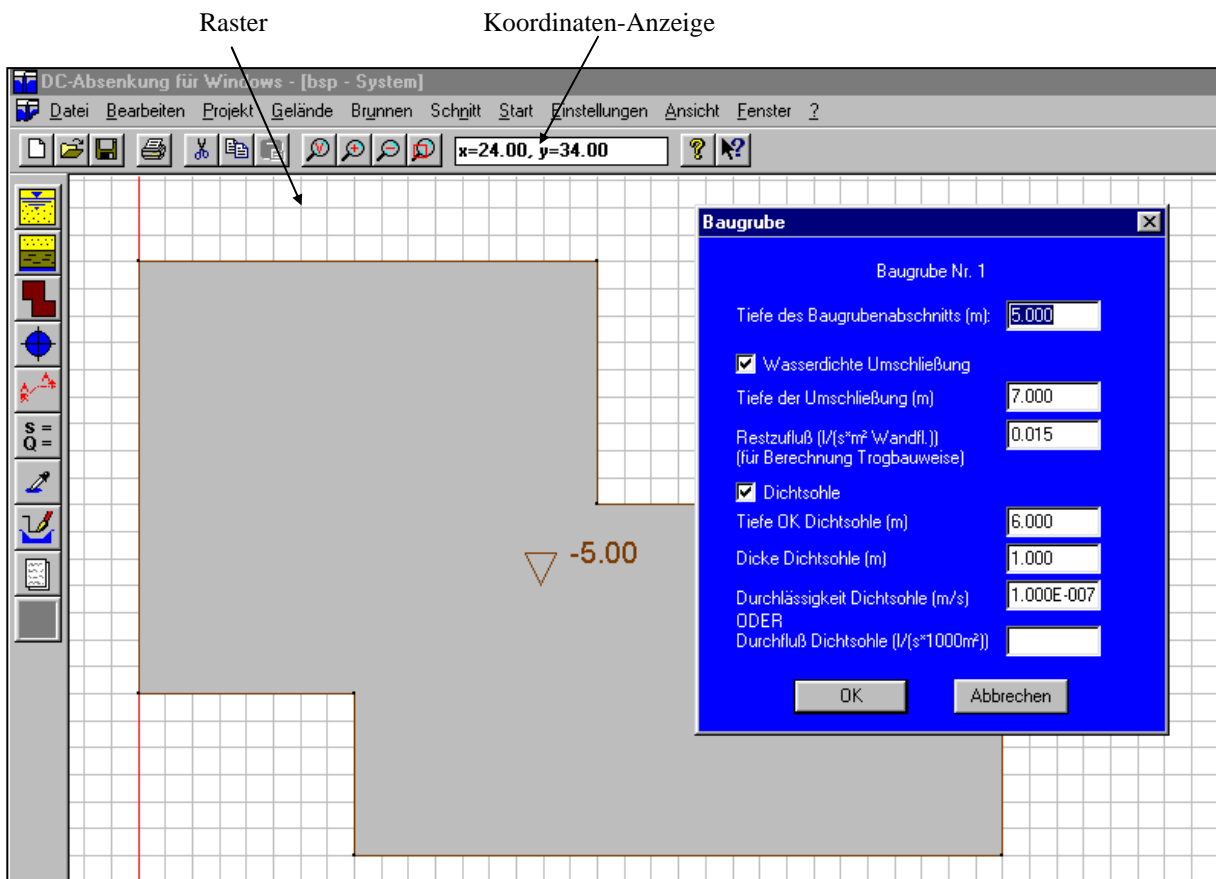 Raster Koordinaten-Anzeige
DC-Absenkung für Windows - [bsp - System]
Datei Bearbeiten Projekt Gelände Brunnen Schnitt Start Einstellungen Ansicht Fenster ?
x=24.00, y=34.00
S =
Q =
-5.00
Baugrube
Baugrube Nr. 1
Tiefe des Baugrubenabschnitts (m): 5.000
Wasserdichte Umschließung
Tiefe der Umschließung (m) 7.000
Restzufluß (l/(s*m² Wandfl.)) 0.015
(für Berechnung Trogbauweise)
Dichtsohle
Tiefe OK Dichtsohle (m) 6.000
Dicke Dichtsohle (m) 1.000
Durchlässigkeit Dichtsohle (m/s) 1.000E-007
ODER
Durchfluß Dichtsohle (l/(s*1000m²))
OK Abbrechen